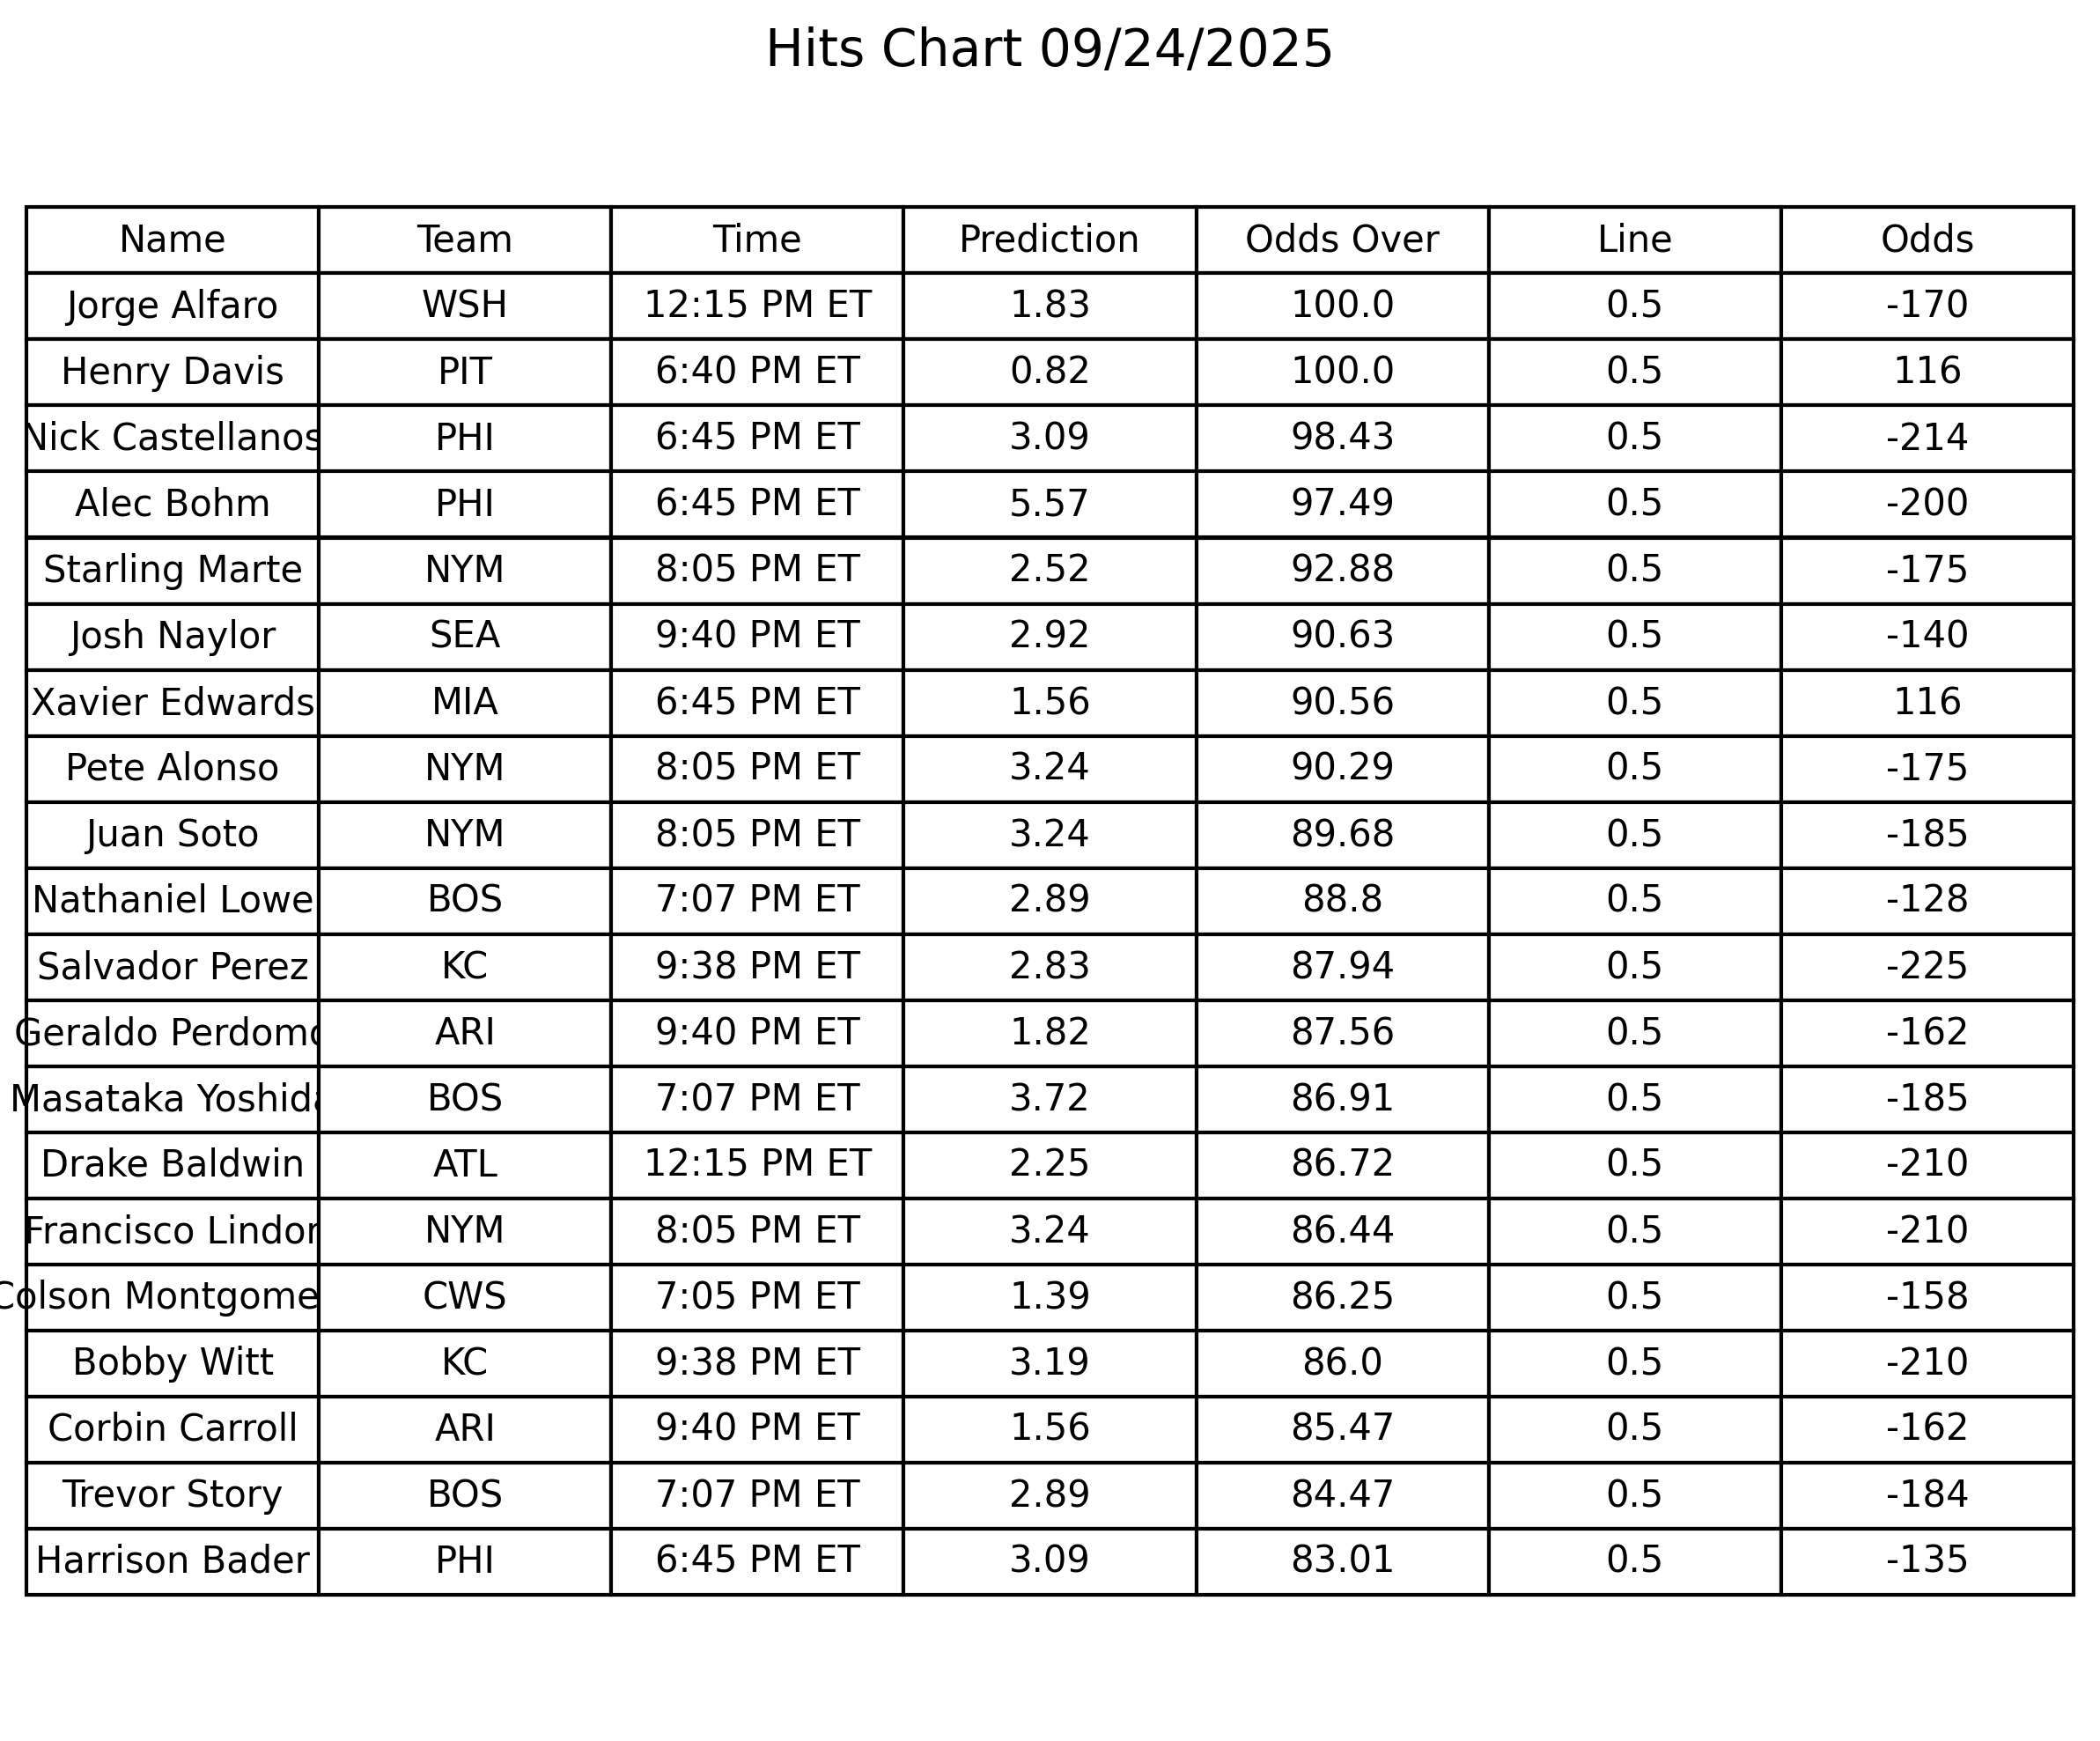 Hits Chart 09/24/2025
Name Team Time Prediction Odds Over Line Odds
Jorge Alfaro WSH 12:15 PM ET 1.83 100.0 0.5 -170
Henry Davis PIT 6:40 PM ET 0.82 100.0 0.5 116
Nick Castellanos PHI 6:45 PM ET 3.09 98.43 0.5 -214
Alec Bohm PHI 6:45 PM ET 5.57 97.49 0.5 -200
Starling Marte NYM 8:05 PM ET 2.52 92.88 0.5 -175
Josh Naylor SEA 9:40 PM ET 2.92 90.63 0.5 -140
Xavier Edwards MIA 6:45 PM ET 1.56 90.56 0.5 116
Pete Alonso NYM 8:05 PM ET 3.24 90.29 0.5 -175
Juan Soto NYM 8:05 PM ET 3.24 89.68 0.5 -185
Nathaniel Lowe BOS 7:07 PM ET 2.89 88.8 0.5 -128
Salvador Perez KC 9:38 PM ET 2.83 87.94 0.5 -225
Geraldo Perdomo ARI 9:40 PM ET 1.82 87.56 0.5 -162
Masataka Yoshida BOS 7:07 PM ET 3.72 86.91 0.5 -185
Drake Baldwin ATL 12:15 PM ET 2.25 86.72 0.5 -210
Francisco Lindor NYM 8:05 PM ET 3.24 86.44 0.5 -210
Colson Montgome CWS 7:05 PM ET 1.39 86.25 0.5 -158
Bobby Witt KC 9:38 PM ET 3.19 86.0 0.5 -210
Corbin Carroll ARI 9:40 PM ET 1.56 85.47 0.5 -162
Trevor Story BOS 7:07 PM ET 2.89 84.47 0.5 -184
Harrison Bader PHI 6:45 PM ET 3.09 83.01 0.5 -135